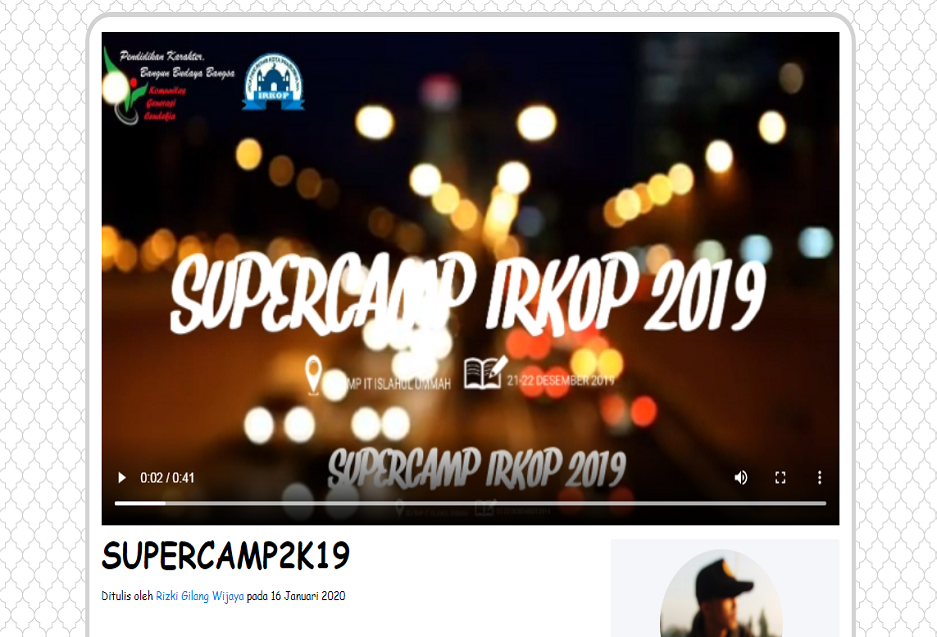 Pendidikan Karakter,
Bangun Budaya Bangsa
Komunitas
Generasi
Cendekia
IRKOP
SUPERCAMP IRKOP 2019
MP IT ISLAHUL UMMAH
21-22 DESEMBER 2019
SUPERCAMP IRKOP 2019
0:02 / 0:41
SUPERCAMP2K19
Ditulis oleh Rizki Gilang Wijaya pada 16 Januari 2020